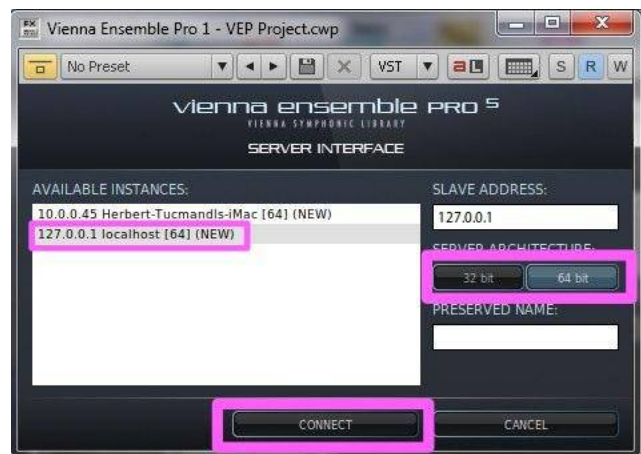 FX
Vienna Ensemble Pro 1 - VEP Project.cwp
No Preset
VST
S R W
vienna ensemble PRO 5
VIENNA SYMPHONIC LIBRARY
SERVER INTERFACE
AVAILABLE INSTANCES:
SLAVE ADDRESS:
10.0.0.45 Herbert-Tucmandls-iMac [64] (NEW)
127.0.0.1
127.0.0.1 localhost [64] (NEW)
SERVER ARCHITECTURE:
32 bit 64 bit
PRESERVED NAME:
CONNECT
CANCEL